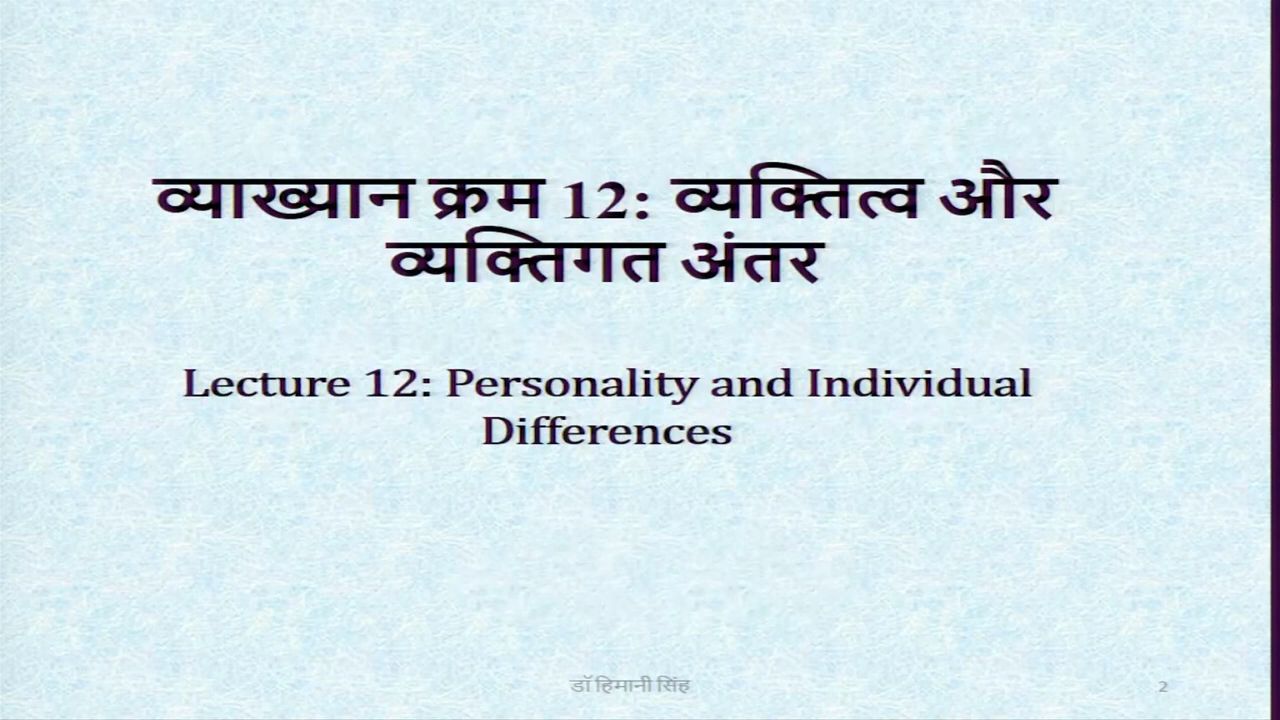 व्याख्यान क्रम 12: व्यक्तित्व और
व्यक्तिगत अंतर
Lecture 12: Personality and Individual
Differences
डॉ हिमानी सिंह
2